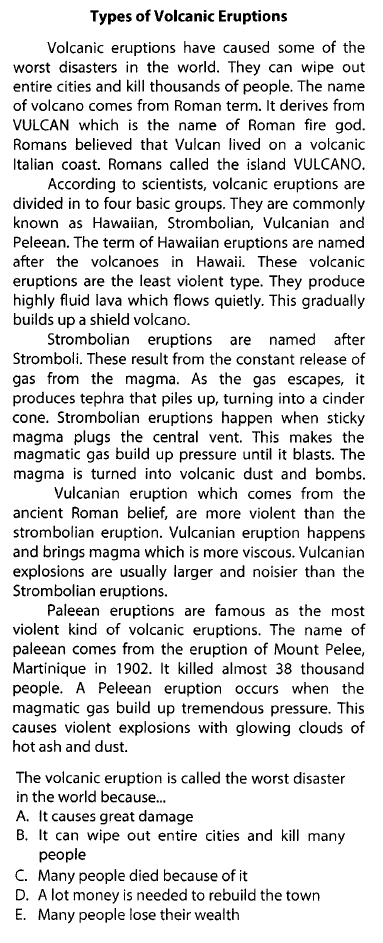 Types of Volcanic Eruptions
Volcanic eruptions have caused some of the
worst disasters in the world. They can wipe out
entire cities and kill thousands of people. The name
of volcano comes from Roman term. It derives from
VULCAN which is the name of Roman fire god.
Romans believed that Vulcan lived on a volcanic
Italian coast. Romans called the island VULCANO.
According to scientists, volcanic eruptions are
divided in to four basic groups. They are commonly
known as Hawaiian, Strombolian, Vulcanian and
Peleean. The term of Hawaiian eruptions are named
after the volcanoes in Hawaii. These volcanic
eruptions are the least violent type. They produce
highly fluid lava which flows quietly. This gradually
builds up a shield volcano.
Strombolian eruptions are named after
Stromboli. These result from the constant release of
gas from the magma. As the gas escapes, it
produces tephra that piles up, turning into a cinder
cone. Strombolian eruptions happen when sticky
magma plugs the central vent. This makes the
magmatic gas build up pressure until it blasts. The
magma is turned into volcanic dust and bombs.
Vulcanian eruption which comes from the
ancient Roman belief, are more violent than the
strombolian eruption. Vulcanian eruption happens
and brings magma which is more viscous. Vulcanian
explosions are usually larger and noisier than the
Strombolian eruptions.
Paleean eruptions are famous as the most
violent kind of volcanic eruptions. The name of
paleean comes from the eruption of Mount Pelee,
Martinique in 1902. It killed almost 38 thousand
people. A Peleean eruption occurs when the
magmatic gas build up tremendous pressure. This
causes violent explosions with glowing clouds of
hot ash and dust.
The volcanic eruption is called the worst disaster
in the world because...
A. It causes great damage
B. It can wipe out entire cities and kill many
people
C. Many people died because of it
D. A lot money is needed to rebuild the town
E. Many people lose their wealth